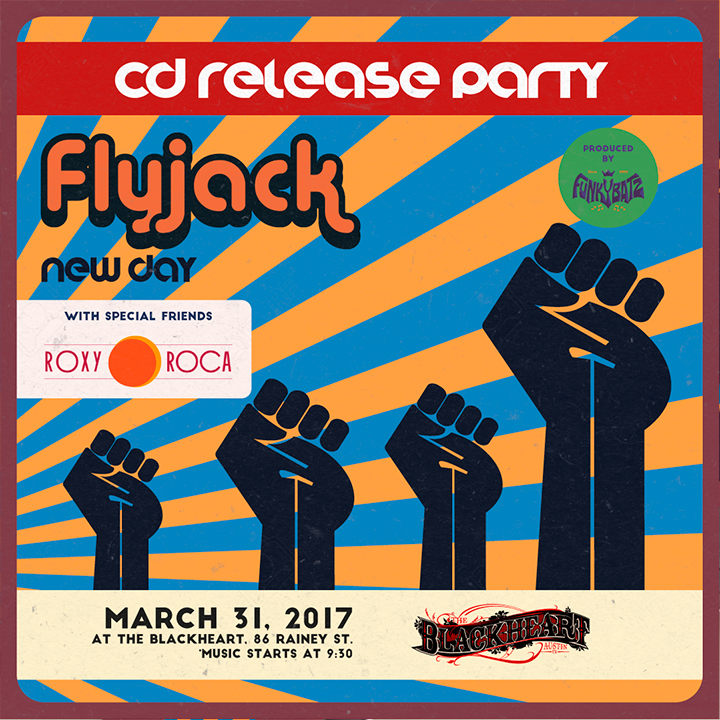 CD RELEASE PARTY
Flyjack
NEW DAY
PRODUCED
BY
FUNKYBATZ
WITH SPECIAL FRIENDS
ROXY ROCA
MARCH 31, 2017
AT THE BLACKHEART, 86 RAINEY ST.
*MUSIC STARTS AT 9:30
THE
BLACKHEART
AUSTIN
TX